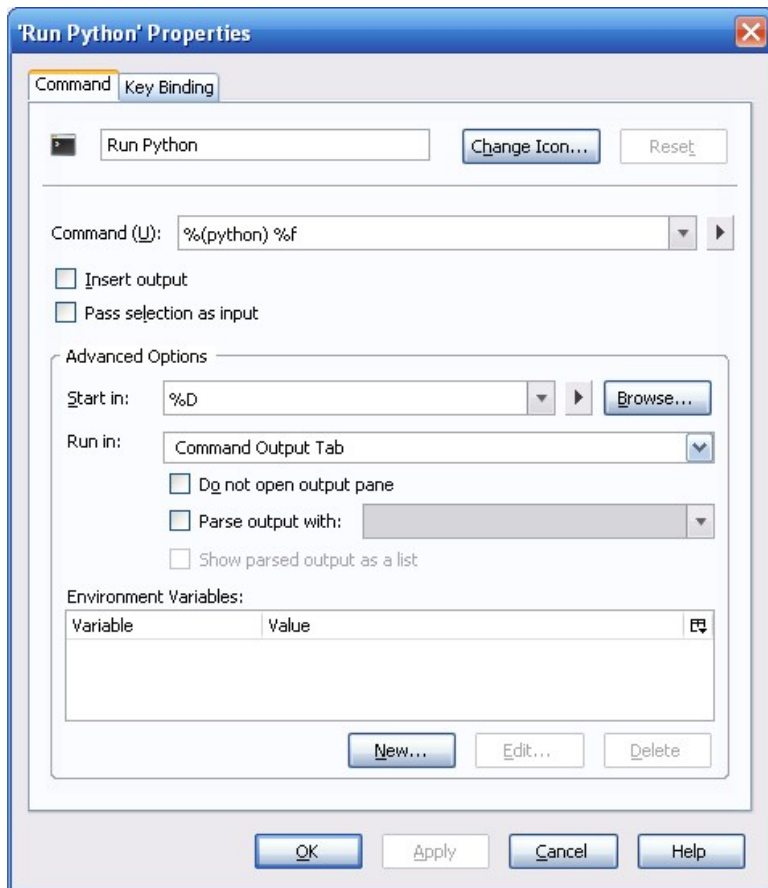 'Run Python' Properties
Command Key Binding
Run Python Change Icon... Reset
Command (U): %(python) %f
Insert output
Pass selection as input
Advanced Options
Start in: %D Browse...
Run in: Command Output Tab
Do not open output pane
Parse output with:
Show parsed output as a list
Environment Variables:
Variable Value
New... Edit... Delete
OK Apply Cancel Help